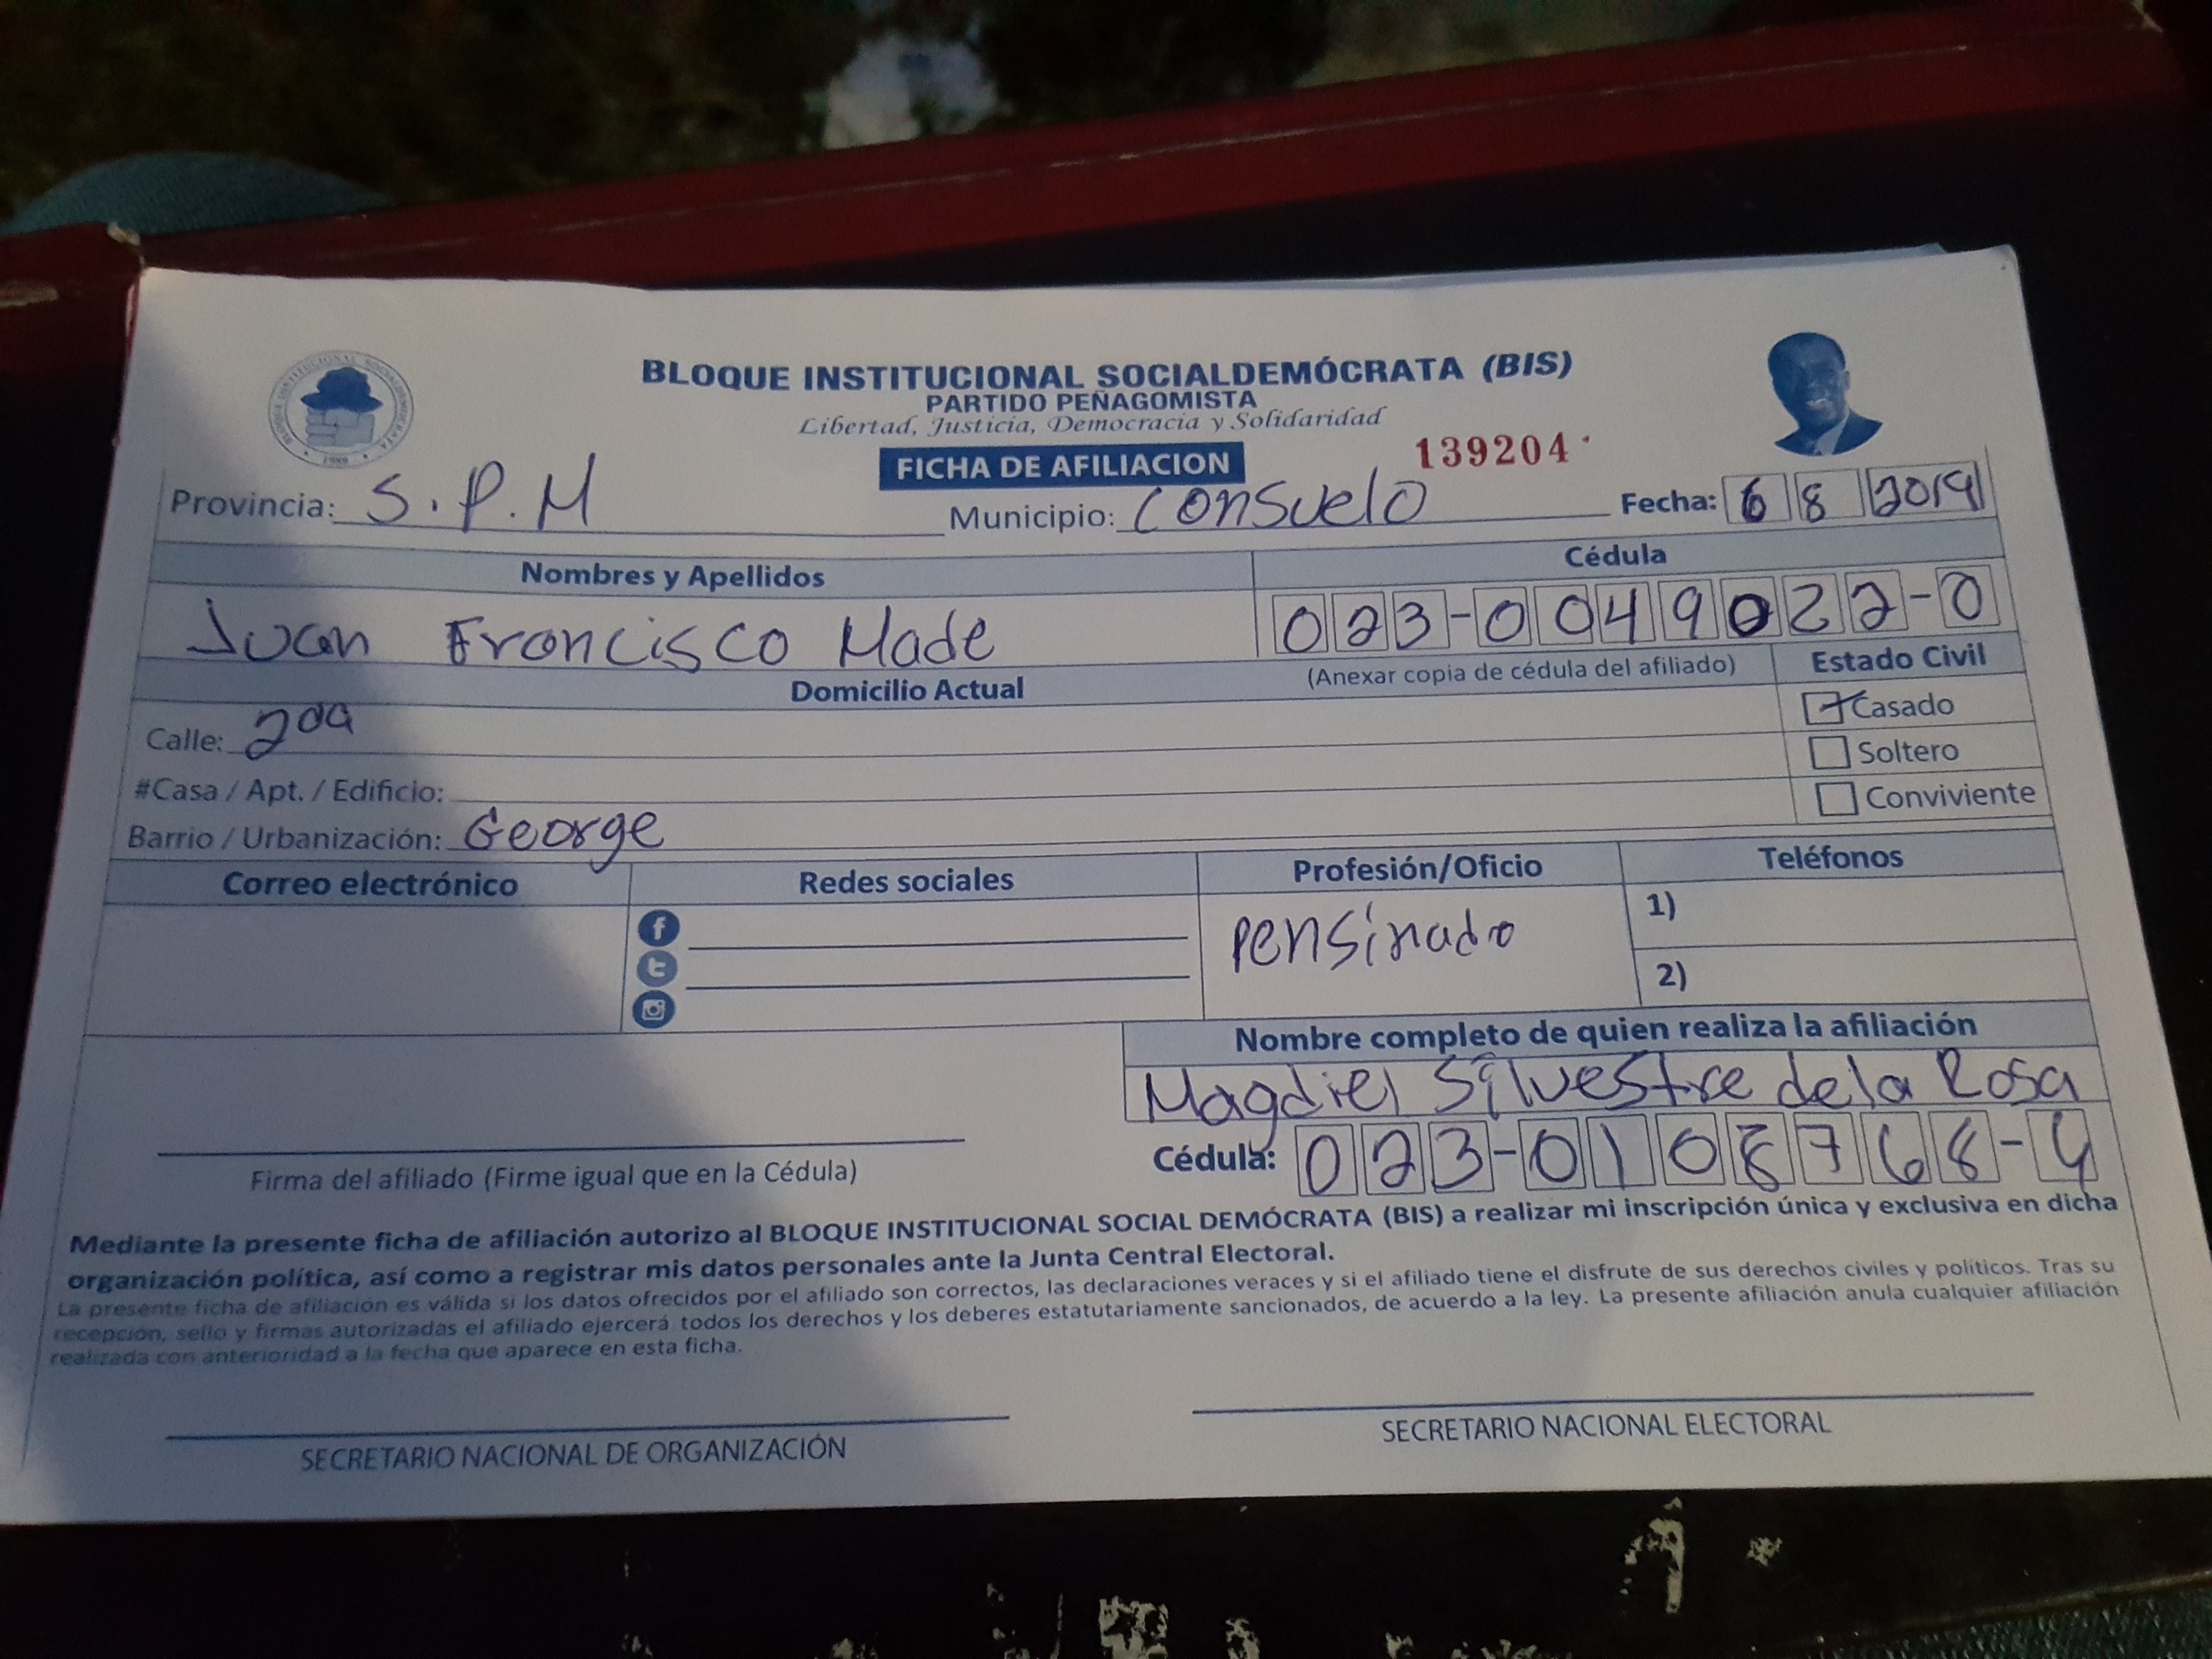 BLOQUE INSTITUCIONAL SOCIALDEMÓCRATA (BIS)
PARTIDO PEÑAGOMISTA
Libertad, Justicia, Democracia y Solidaridad
BLOQUE INSTITUCIONAL SOCIALDEMOCRATA
1989
FICHA DE AFILIACION
139204
Provincia: S.P.M Municipio: Consuelo Fecha: 6 8 2019
Nombres y Apellidos Cédula
Juan Francisco Made 023-0049022-0
Domicilio Actual (Anexar copia de cédula del afiliado) Estado Civil
Calle: 2da
Casado
Soltero
#Casa / Apt. / Edificio:
Conviviente
Barrio / Urbanización: George
Correo electrónico Redes sociales Profesión/Oficio Teléfonos
pensinado
1)
2)
Nombre completo de quien realiza la afiliación
Magdiel Silvestre dela Rosa
Cédula: 023-0108768-4
Firma del afiliado (Firme igual que en la Cédula)
Mediante la presente ficha de afiliación autorizo al BLOQUE INSTITUCIONAL SOCIAL DEMÓCRATA (BIS) a realizar mi inscripción única y exclusiva en dicha
organización política, así como a registrar mis datos personales ante la Junta Central Electoral.
La presente ficha de afiliación es válida si los datos ofrecidos por el afiliado son correctos, las declaraciones veraces y si el afiliado tiene el disfrute de sus derechos civiles y políticos. Tras su
recepción, sello y firmas autorizadas el afiliado ejercerá todos los derechos y los deberes estatutariamente sancionados, de acuerdo a la ley. La presente afiliación anula cualquier afiliación
realizada con anterioridad a la fecha que aparece en esta ficha.
SECRETARIO NACIONAL DE ORGANIZACIÓN SECRETARIO NACIONAL ELECTORAL